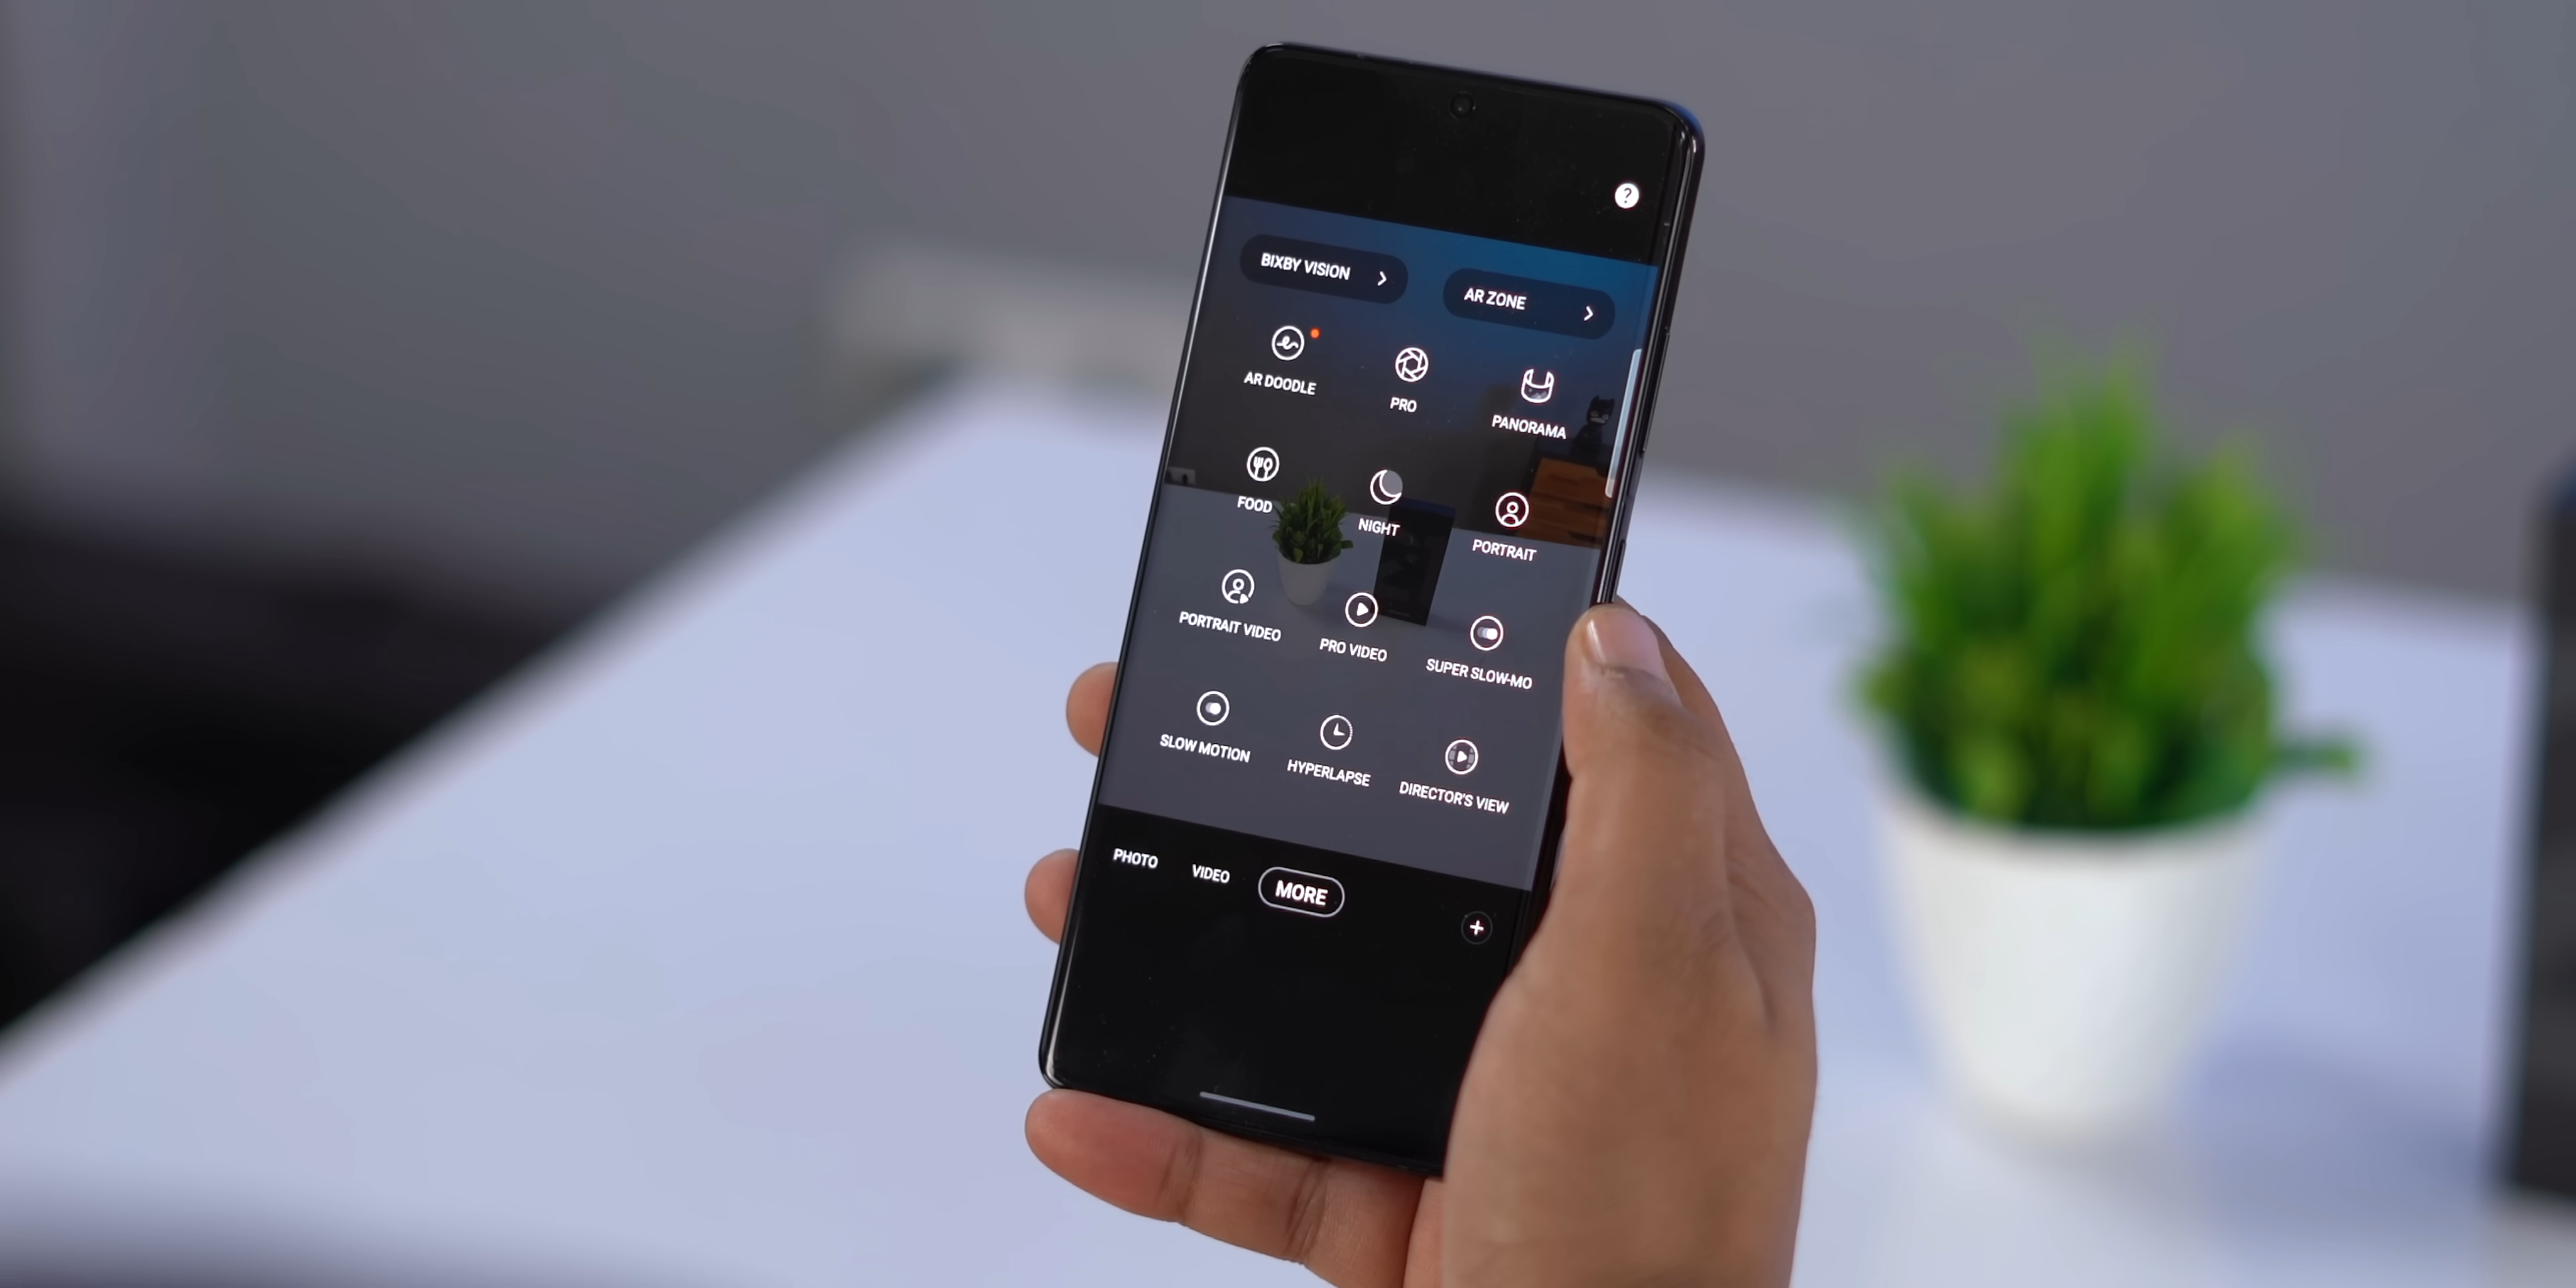 ?
BIXBY VISION
AR ZONE
AR DOODLE
PRO
PANORAMA
FOOD
NIGHT
PORTRAIT
PORTRAIT VIDEO
PRO VIDEO
SUPER SLOW-MO
SLOW MOTION
HYPERLAPSE
DIRECTOR'S VIEW
PHOTO
VIDEO
MORE
+